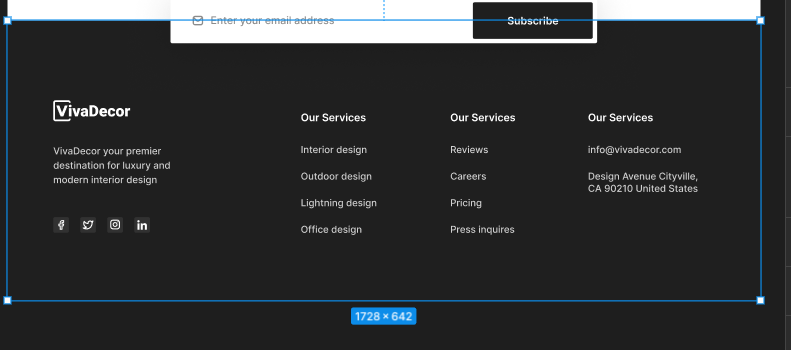 Enter your email address
Subscribe
VivaDecor
VivaDecor your premier
destination for luxury and
modern interior design
Our Services
Interior design
Outdoor design
Lightning design
Office design
Our Services
Reviews
Careers
Pricing
Press inquires
Our Services
info@vivadecor.com
Design Avenue Cityville,
CA 90210 United States
1728 × 642